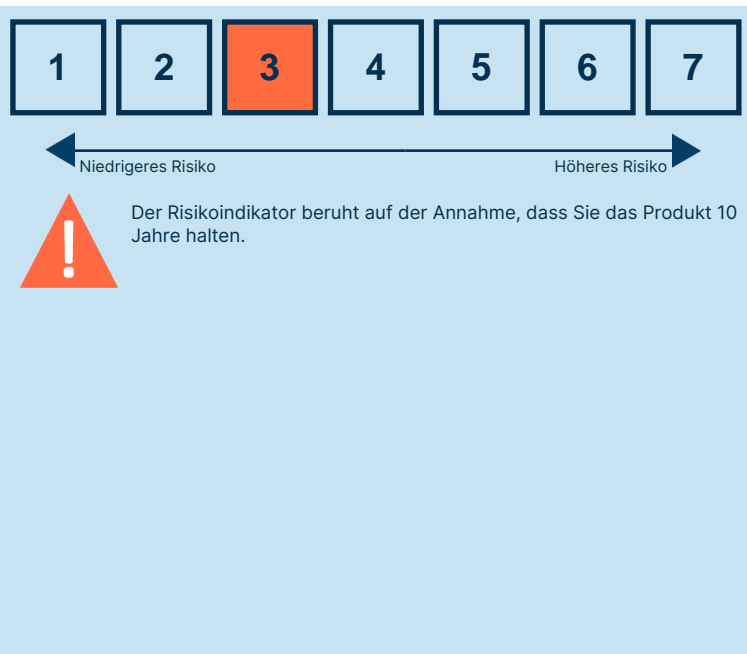 1 2 3 4 5 6 7
Niedrigeres Risiko Höheres Risiko
!
Der Risikoindikator beruht auf der Annahme, dass Sie das Produkt 10
Jahre halten.